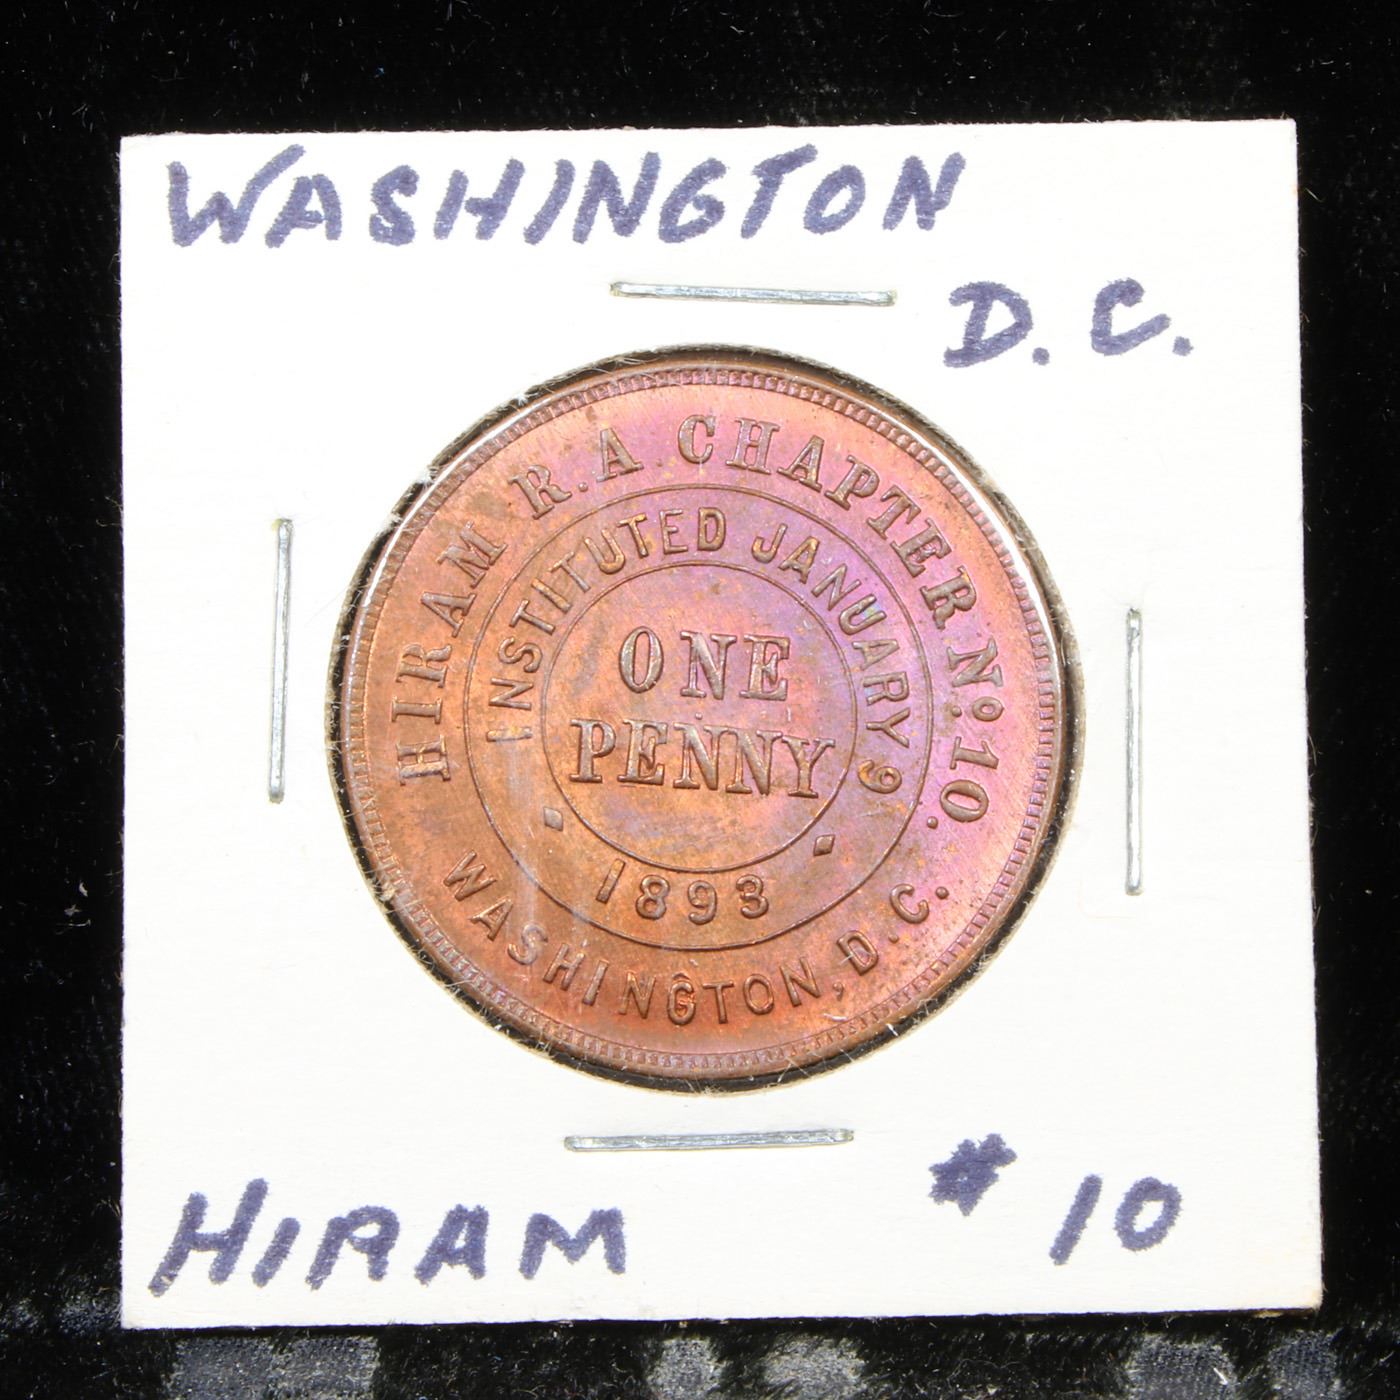 WASHINGTON
D.C.
HIRAM R.A CHAPTER No. 10.
INSTITUTED JANUARY 9
ONE
PENNY
1893
WASHINGTON, D.C.
HIRAM #10